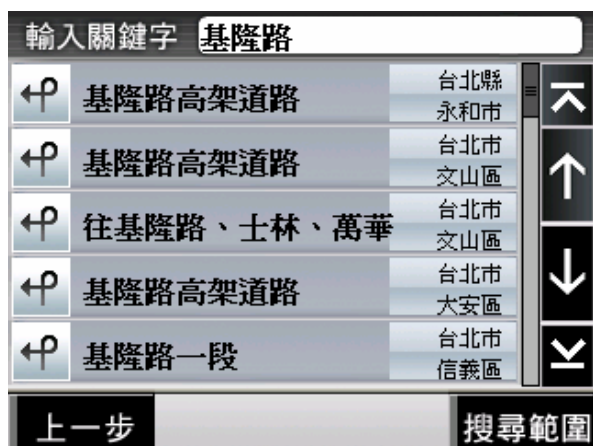 輸入關鍵字 基隆路
基隆路高架道路 台北縣 永和市
基隆路高架道路 台北市 文山區
往基隆路、士林、萬華 台北市 文山區
基隆路高架道路 台北市 大安區
基隆路一段 台北市 信義區
上一步 搜尋範圍